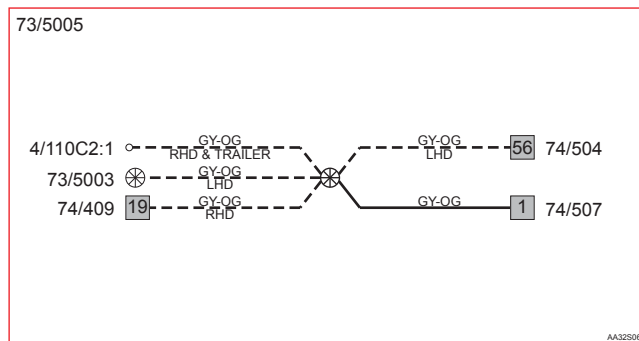 73/5005
4/110C2:1 GY-OG RHD & TRAILER GY-OG LHD 56 74/504
73/5003 GY-OG LHD
74/409 19 GY-OG RHD GY-OG 1 74/507
AA32S06